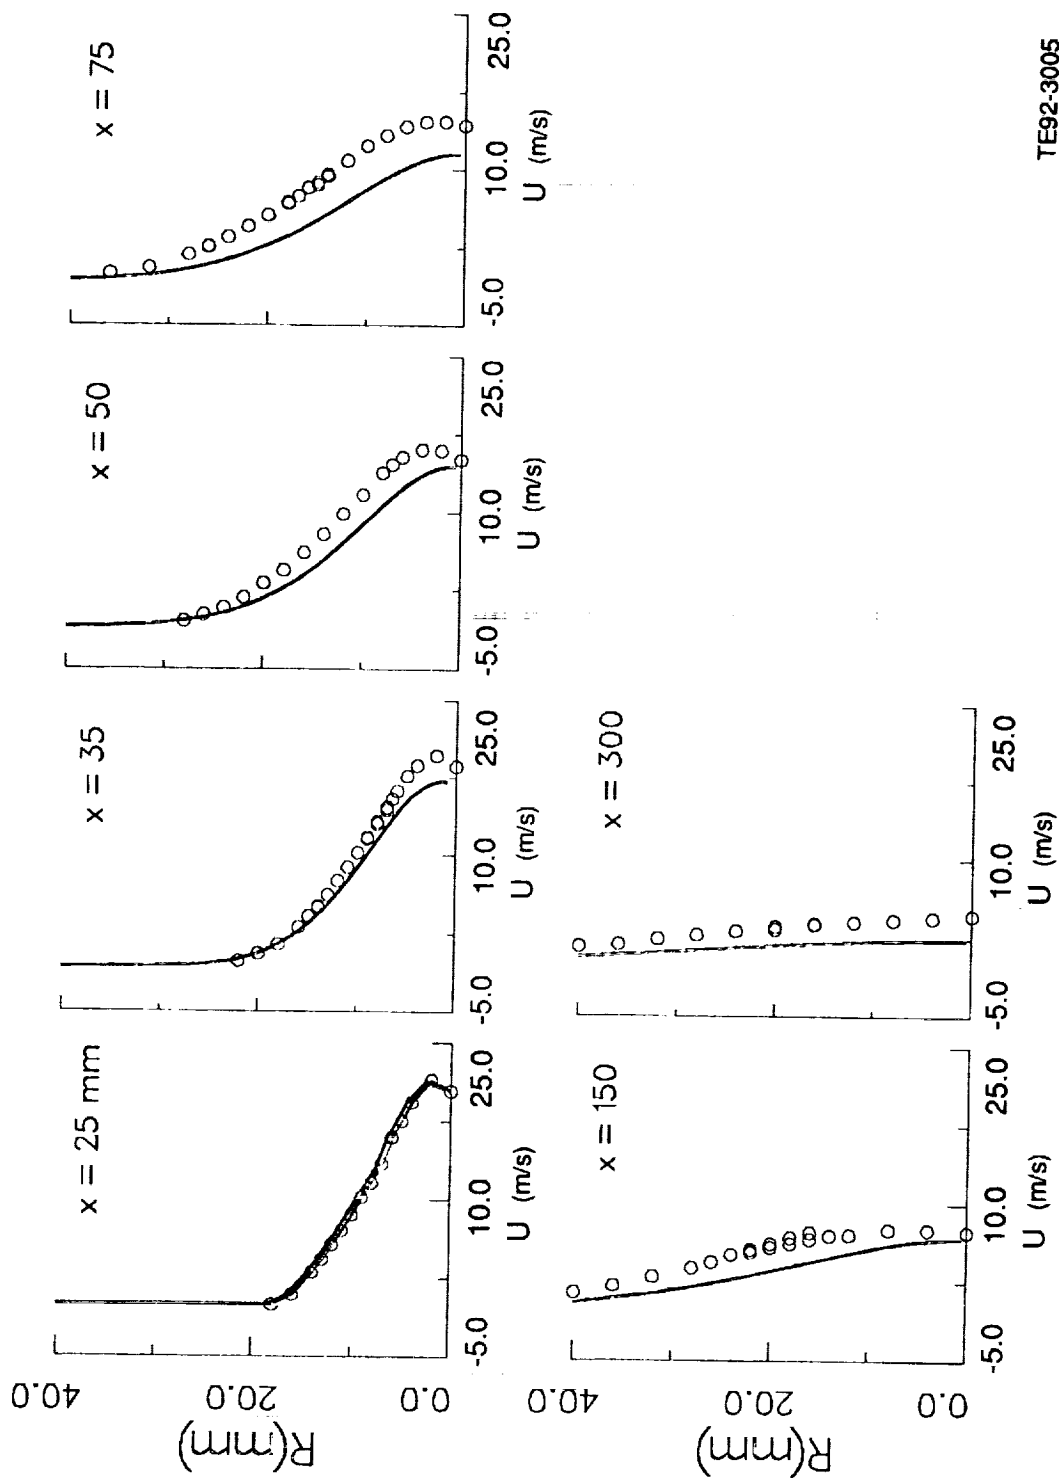 x = 25 mm
x = 35
x = 50
x = 75
R(mm)
40.0
20.0
0.0
-5.0 10.0 25.0
U (m/s)
-5.0 10.0 25.0
U (m/s)
-5.0 10.0 25.0
U (m/s)
-5.0 10.0 25.0
U (m/s)
x = 150
x = 300
R(mm)
40.0
20.0
0.0
-5.0 10.0 25.0
U (m/s)
-5.0 10.0 25.0
U (m/s)
TE92-3005